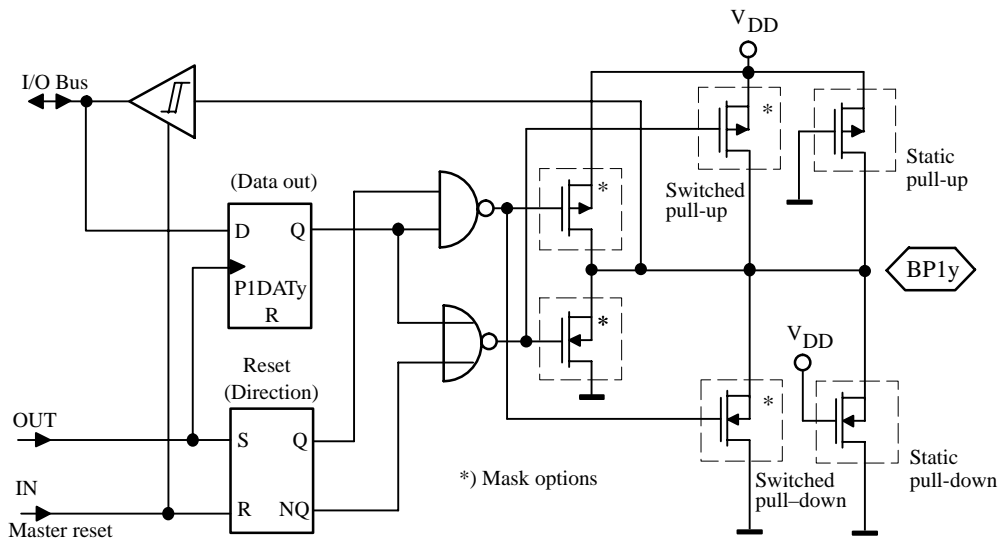 V
DD
I/O Bus
*
*
Static
pull-up
Switched
pull-up
(Data out)
D
Q
P1DATy
R
BP1y
*
V
DD
Reset
(Direction)
OUT
S
Q
*
*) Mask options
Switched
pull–down
Static
pull-down
IN
R
NQ
Master reset